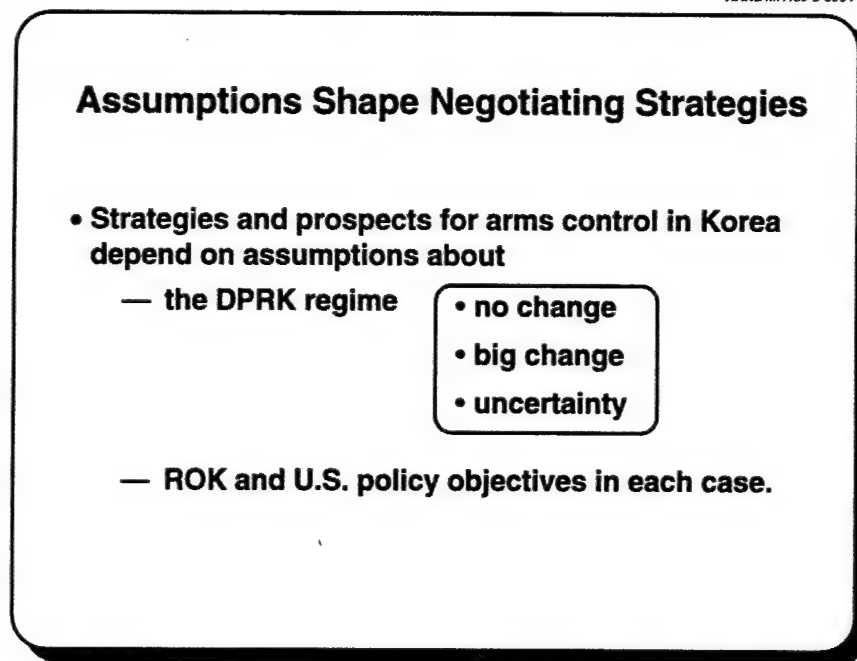 Assumptions Shape Negotiating Strategies
• Strategies and prospects for arms control in Korea
depend on assumptions about
— the DPRK regime
• no change
• big change
• uncertainty
— ROK and U.S. policy objectives in each case.